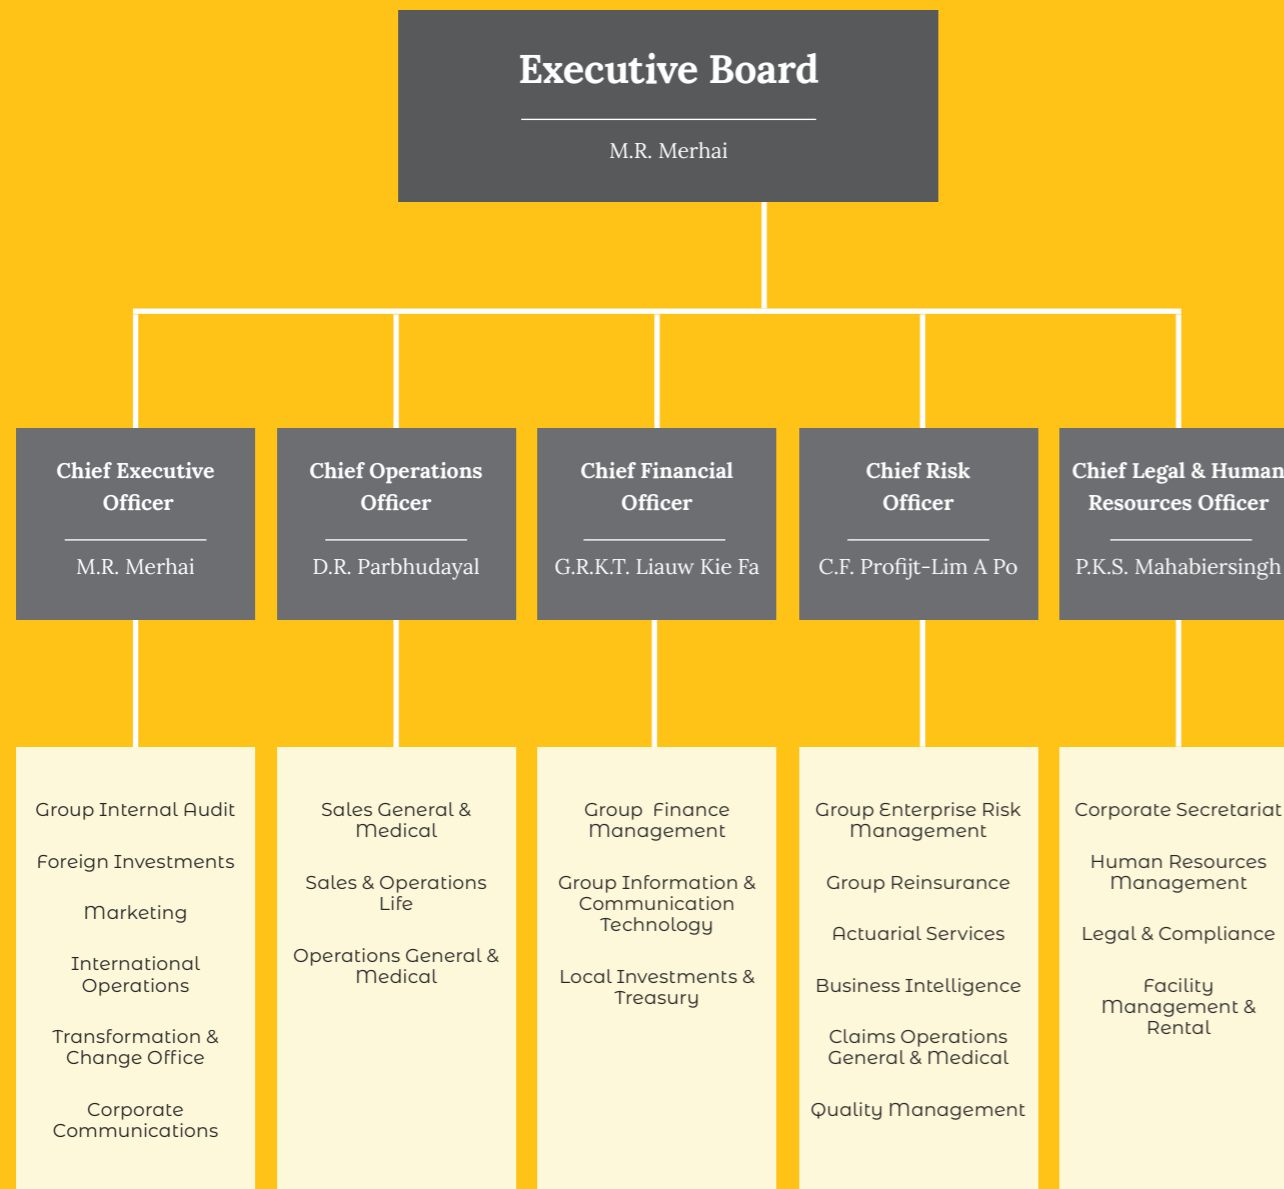 Executive Board
M.R. Merhai
Chief Executive
Officer
M.R. Merhai
Chief Operations
Officer
D.R. Parbhudayal
Chief Financial
Officer
G.R.K.T. Liauw Kie Fa
Chief Risk
Officer
C.F. Profijt-Lim A Po
Chief Legal & Human
Resources Officer
P.K.S. Mahabiersingh
Group Internal Audit
Foreign Investments
Marketing
International
Operations
Transformation &
Change Office
Corporate
Communications
Sales General &
Medical
Sales & Operations
Life
Operations General &
Medical
Group Finance
Management
Group Information &
Communication
Technology
Local Investments &
Treasury
Group Enterprise Risk
Management
Group Reinsurance
Actuarial Services
Business Intelligence
Claims Operations
General & Medical
Quality Management
Corporate Secretariat
Human Resources
Management
Legal & Compliance
Facility
Management &
Rental